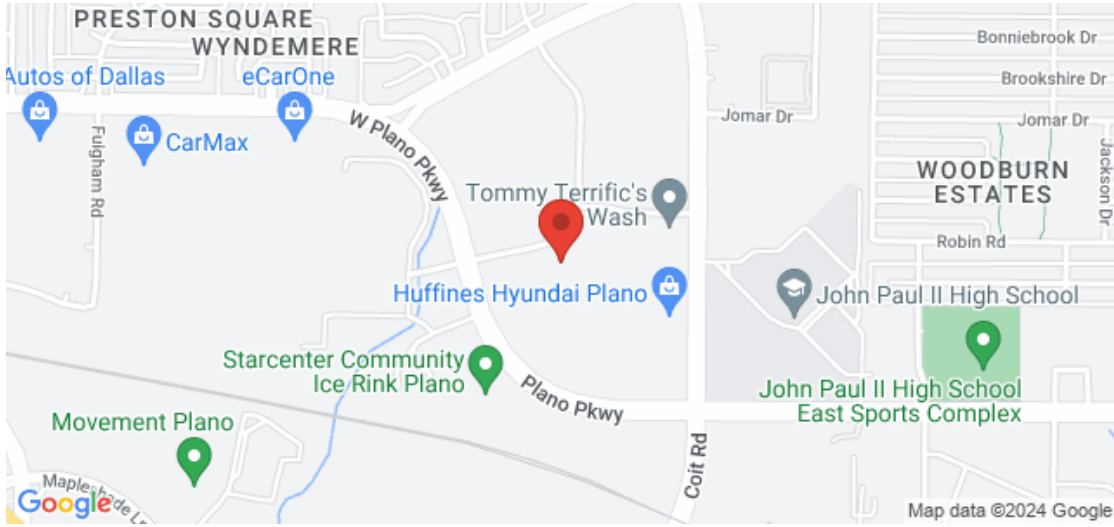 PRESTON SQUARE
WYNDEMERE
Bonniebrook Dr
Autos of Dallas
eCarOne
Brookshire Dr
W Plano Pkwy
Jomar Dr
Jomar Dr
CarMax
Fulgham Rd
Jackson Dr
WOODBURN
ESTATES
Tommy Terrific's
Wash
Robin Rd
Huffines Hyundai Plano
John Paul II High School
Starcenter Community
Ice Rink Plano
Plano Pkwy
John Paul II High School
East Sports Complex
Movement Plano
Coit Rd
Mapleshade Ln
Google
Map data ©2024 Google